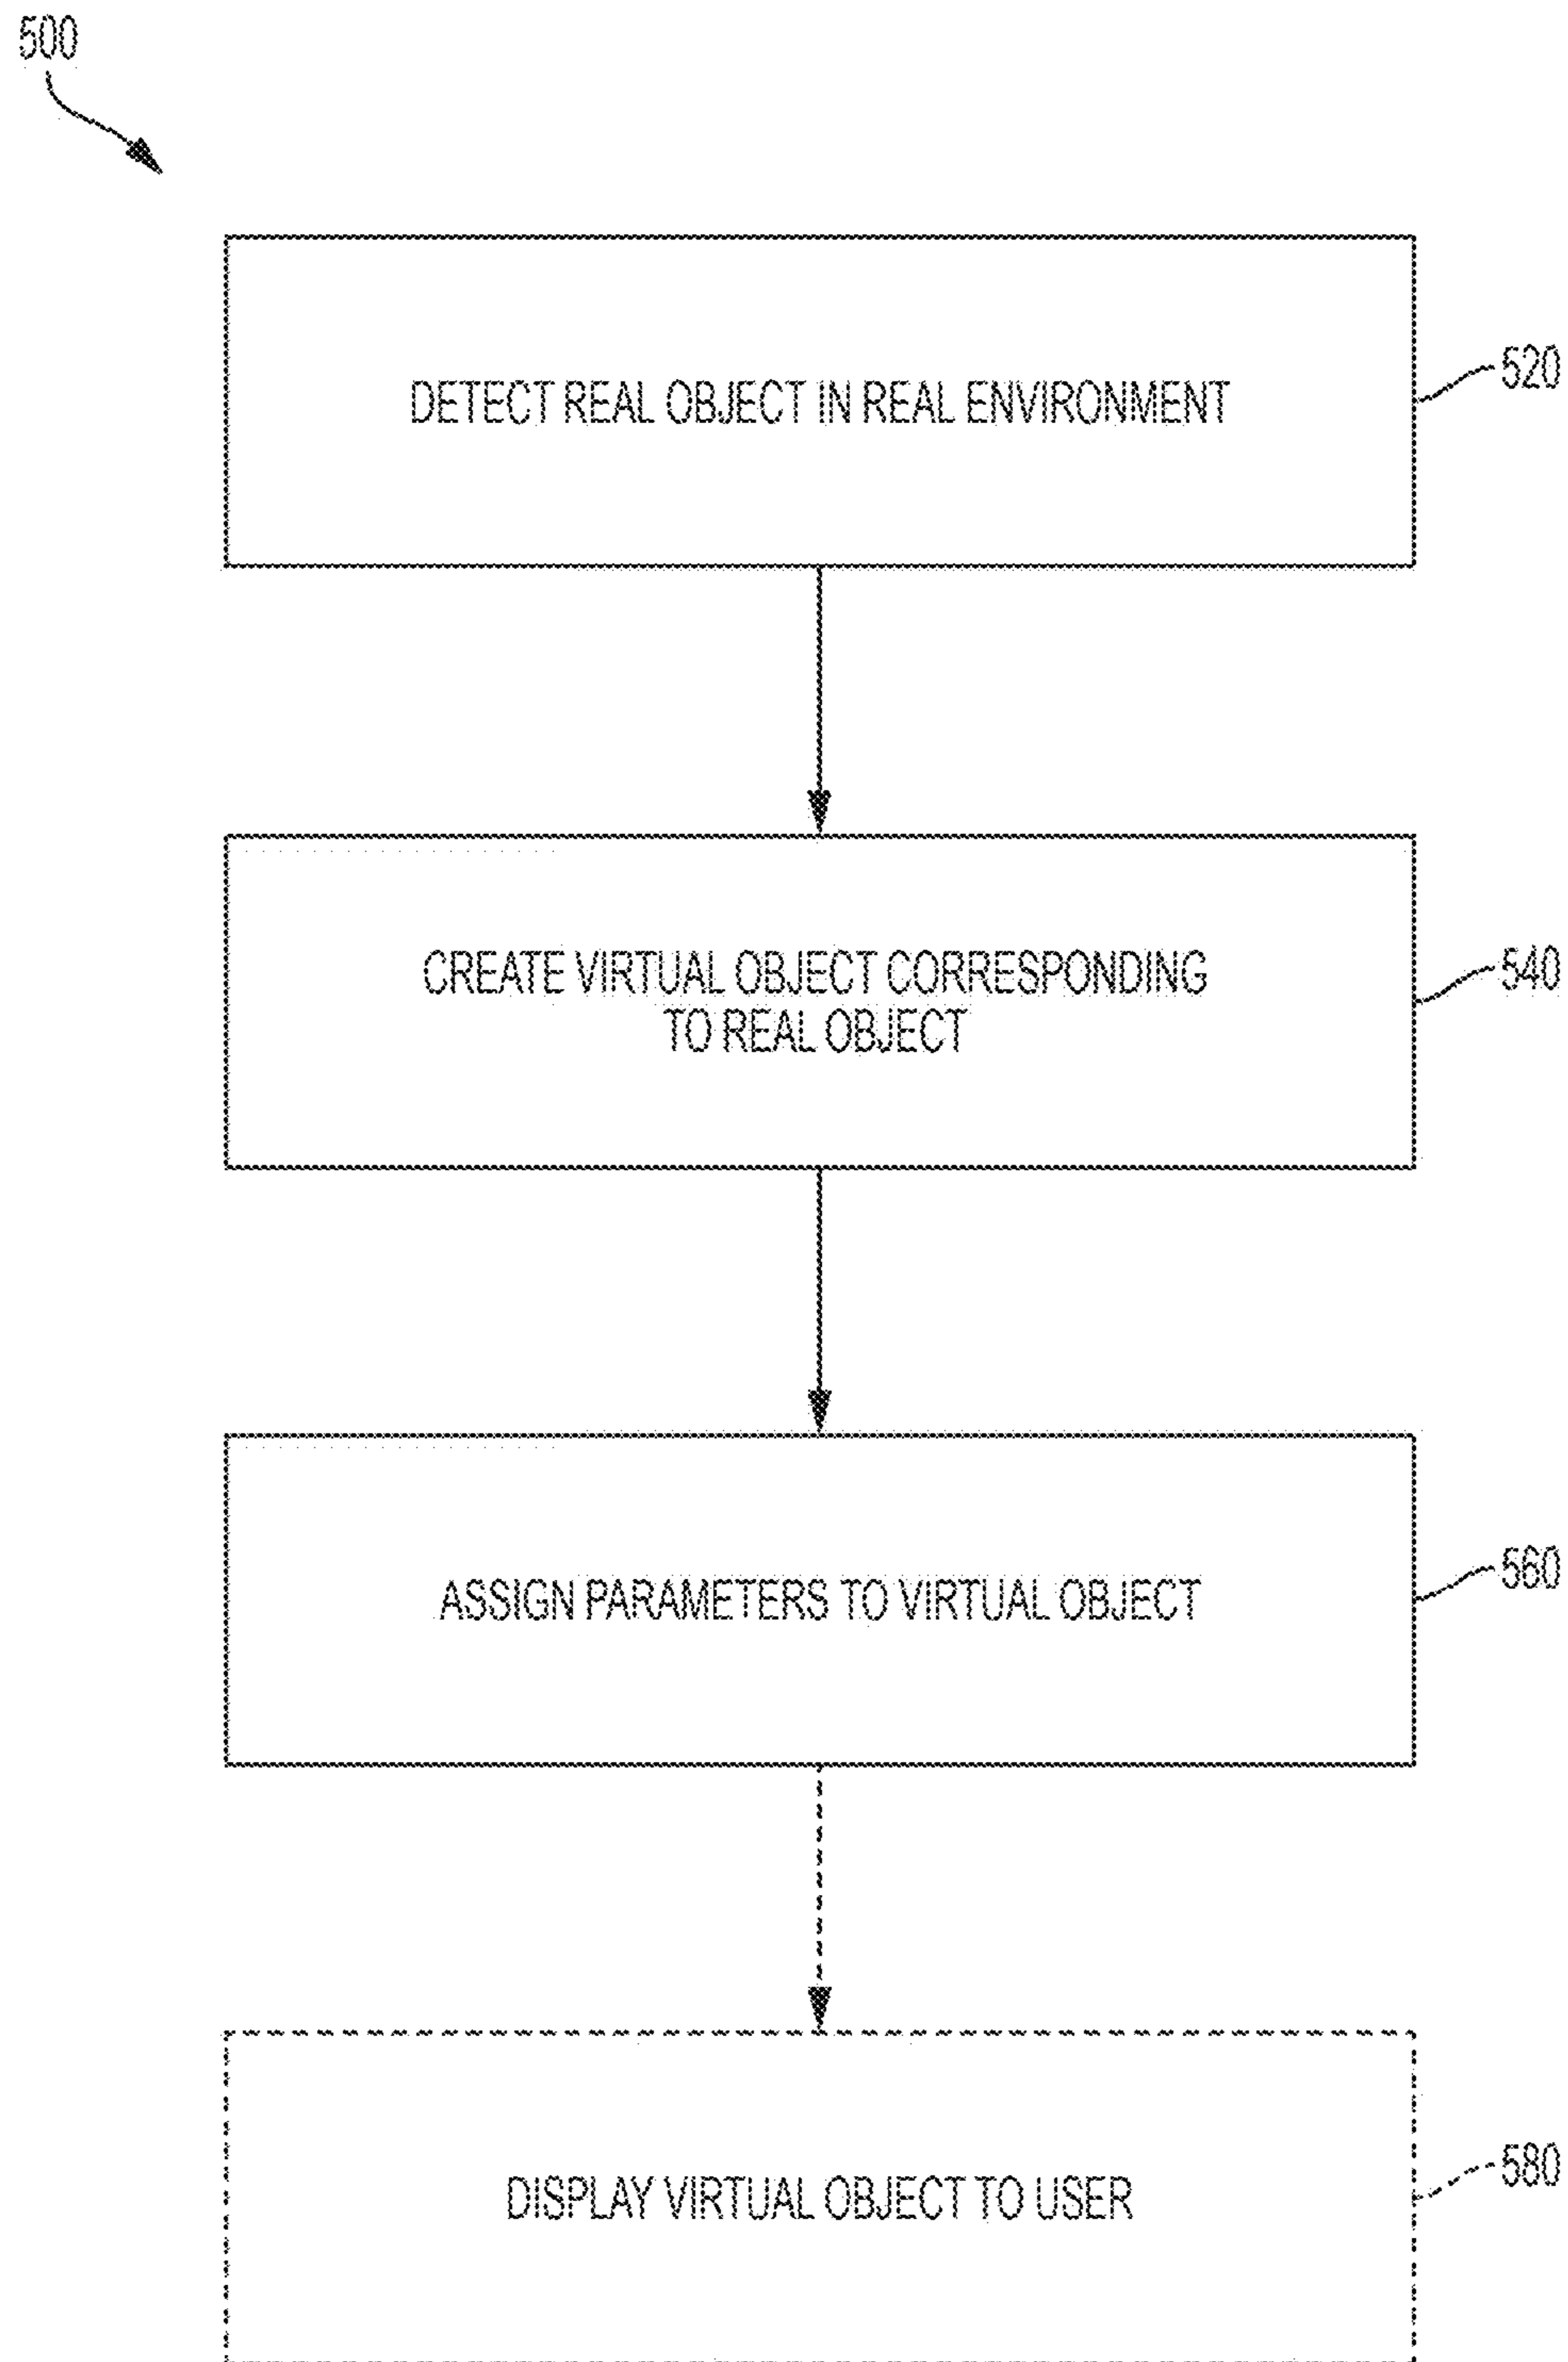 500
DETECT REAL OBJECT IN REAL ENVIRONMENT
520
CREATE VIRTUAL OBJECT CORRESPONDING
TO REAL OBJECT
540
ASSIGN PARAMETERS TO VIRTUAL OBJECT
560
DISPLAY VIRTUAL OBJECT TO USER
580